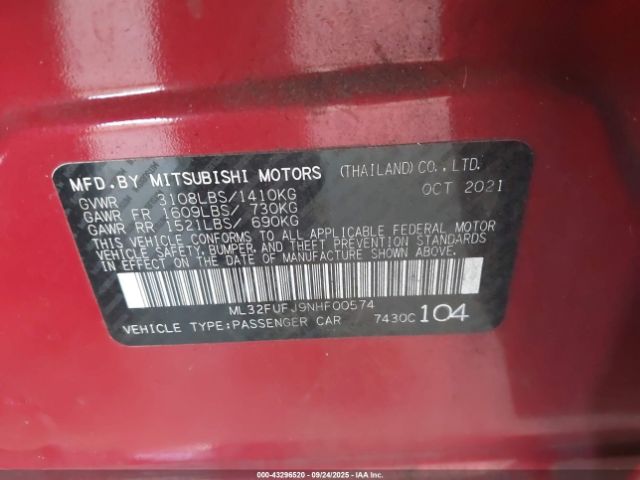 MFD. BY MITSUBISHI MOTORS (THAILAND) CO., LTD.
GVWR 3108LBS/1410KG OCT 2021
GAWR FR 1609LBS/ 730KG
GAWR RR 1521LBS/ 690KG
THIS VEHICLE CONFORMS TO ALL APPLICABLE FEDERAL MOTOR
VEHICLE SAFETY, BUMPER, AND THEFT PREVENTION STANDARDS
IN EFFECT ON THE DATE OF MANUFACTURE SHOWN ABOVE.
ML32FUFJ9NHF00574
VEHICLE TYPE:PASSENGER CAR 7430C 104
000-43296520 - 09/24/2025 - IAA Inc.